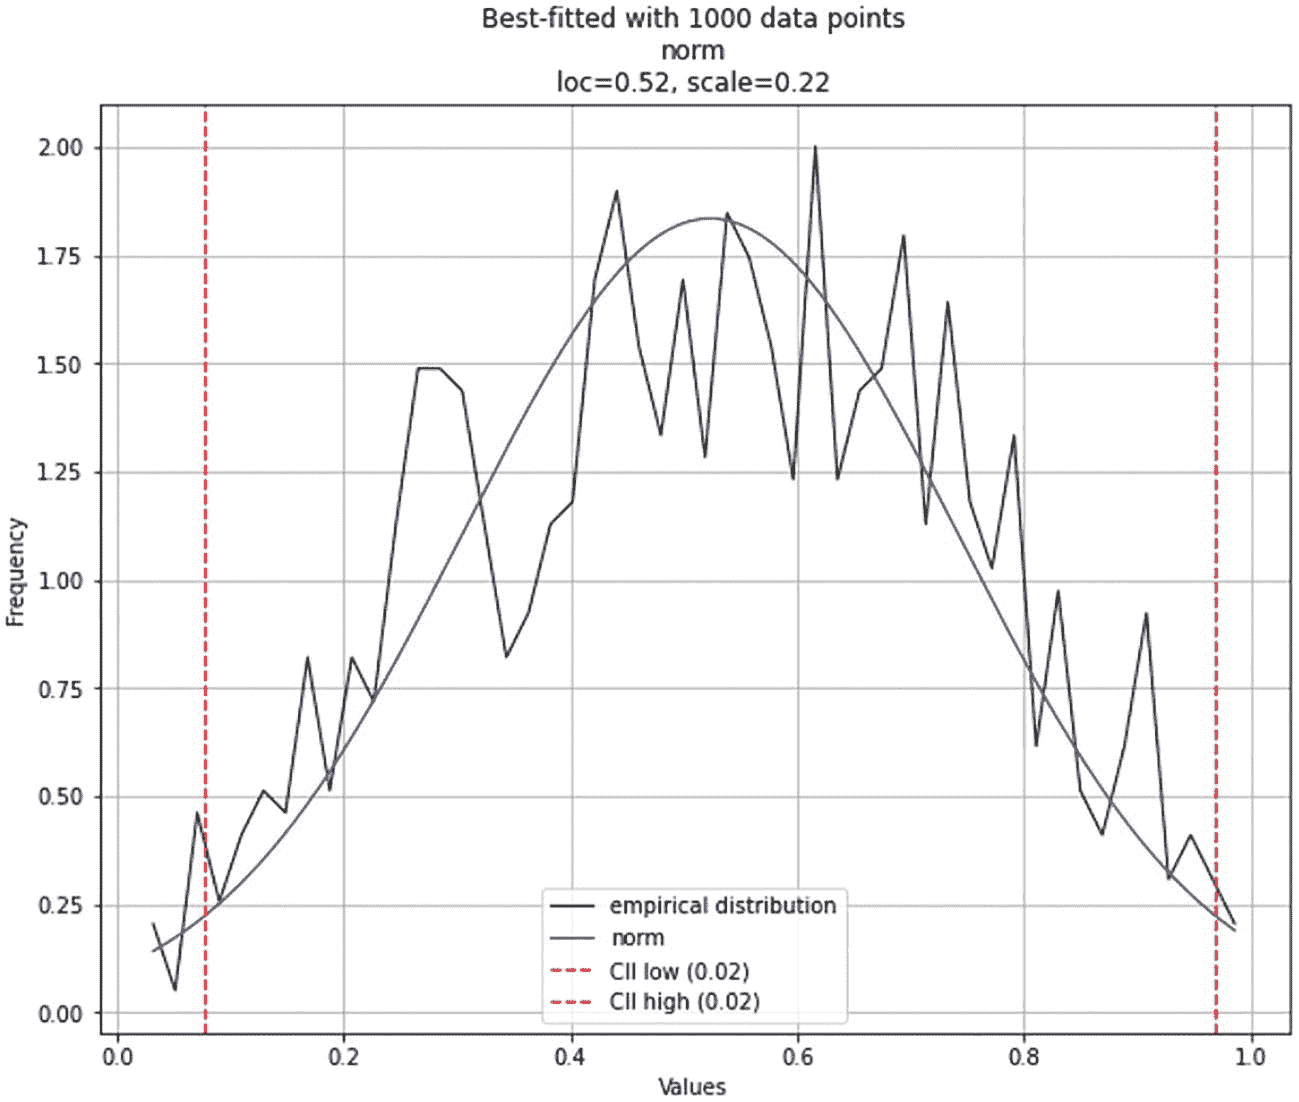 Best-fitted with 1000 data points
norm
loc=0.52, scale=0.22
2.00
1.75
1.50
1.25
1.00
0.75
0.50
0.25
0.00
Frequency
empirical distribution
norm
CII low (0.02)
CII high (0.02)
0.0 0.2 0.4 0.6 0.8 1.0
Values